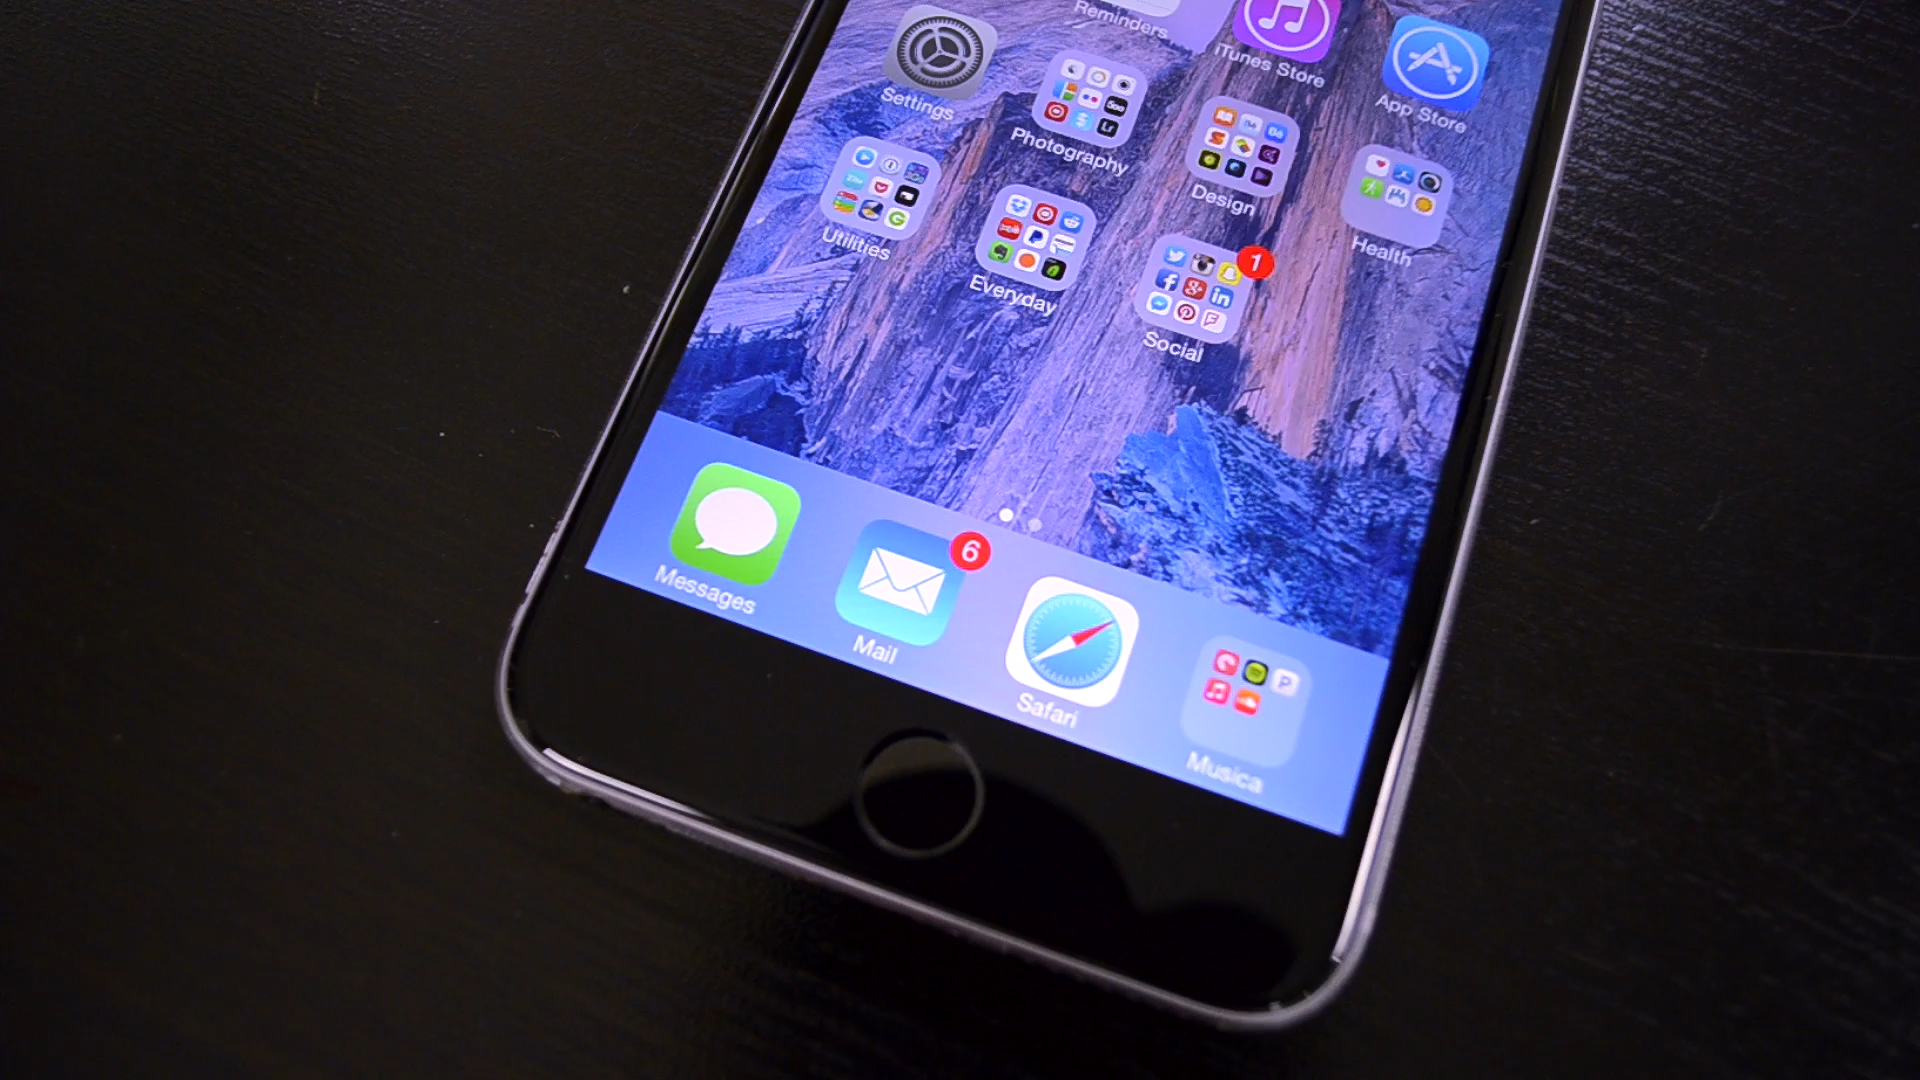 Reminders
iTunes Store
App Store
Settings
Photography
Design
Health
Utilities
Everyday
Social
1
Messages
Mail
6
Safari
Musica